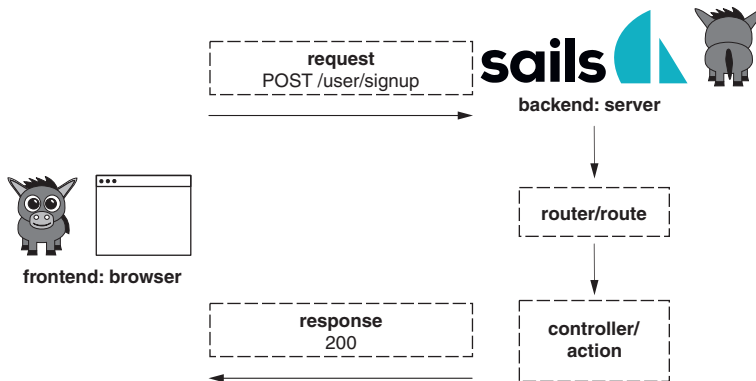 request
POST /user/signup
sails
backend: server
router/route
frontend: browser
response
200
controller/
action